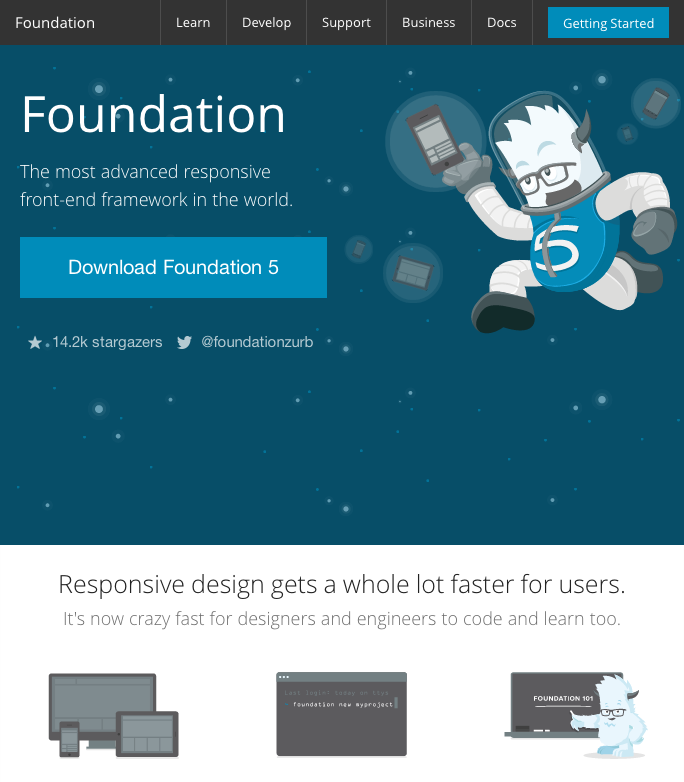 Foundation
Learn
Develop
Support
Business
Docs
Getting Started
Foundation
The most advanced responsive
front-end framework in the world.
Download Foundation 5
14.2k stargazers
@foundationzurb
5
Responsive design gets a whole lot faster for users.
It's now crazy fast for designers and engineers to code and learn too.
Last login: today on ttys
foundation new myproject
FOUNDATION 101